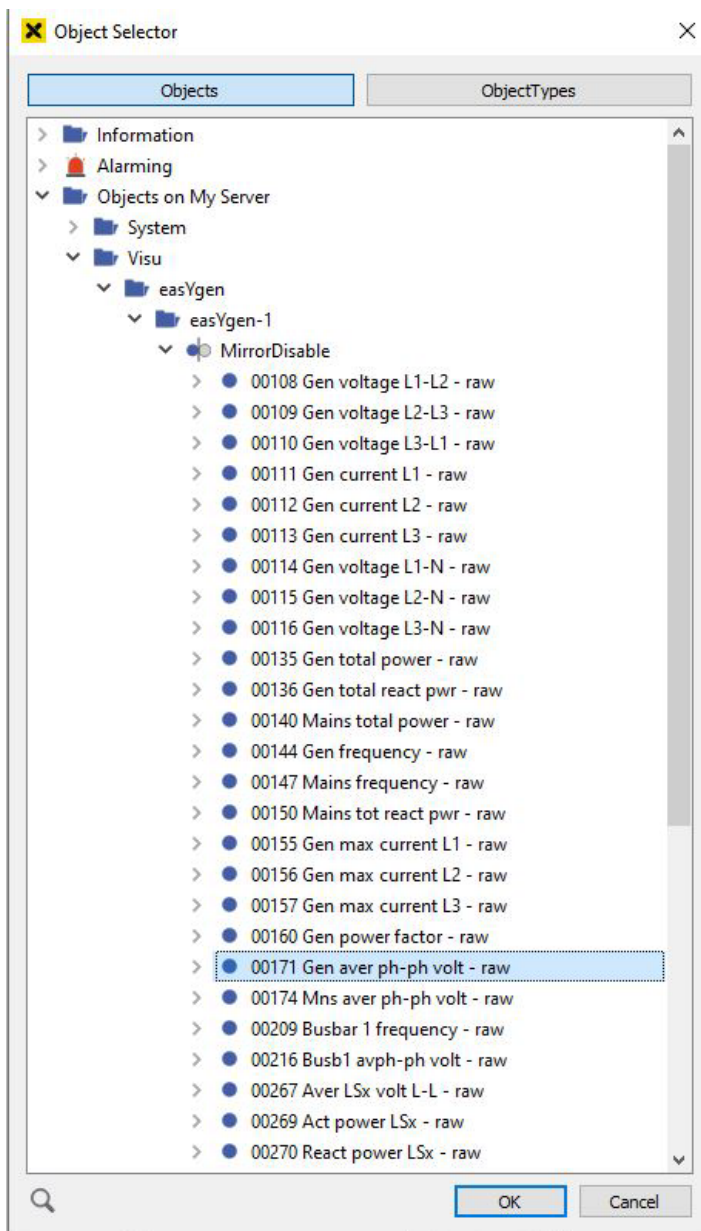 Object Selector
Objects
ObjectTypes
Information
Alarming
Objects on My Server
System
Visu
easYgen
easYgen-1
MirrorDisable
00108 Gen voltage L1-L2 - raw
00109 Gen voltage L2-L3 - raw
00110 Gen voltage L3-L1 - raw
00111 Gen current L1 - raw
00112 Gen current L2 - raw
00113 Gen current L3 - raw
00114 Gen voltage L1-N - raw
00115 Gen voltage L2-N - raw
00116 Gen voltage L3-N - raw
00135 Gen total power - raw
00136 Gen total react pwr - raw
00140 Mains total power - raw
00144 Gen frequency - raw
00147 Mains frequency - raw
00150 Mains tot react pwr - raw
00155 Gen max current L1 - raw
00156 Gen max current L2 - raw
00157 Gen max current L3 - raw
00160 Gen power factor - raw
00171 Gen aver ph-ph volt - raw
00174 Mns aver ph-ph volt - raw
00209 Busbar 1 frequency - raw
00216 Busb1 avph-ph volt - raw
00267 Aver LSx volt L-L - raw
00269 Act power LSx - raw
00270 React power LSx - raw
OK
Cancel